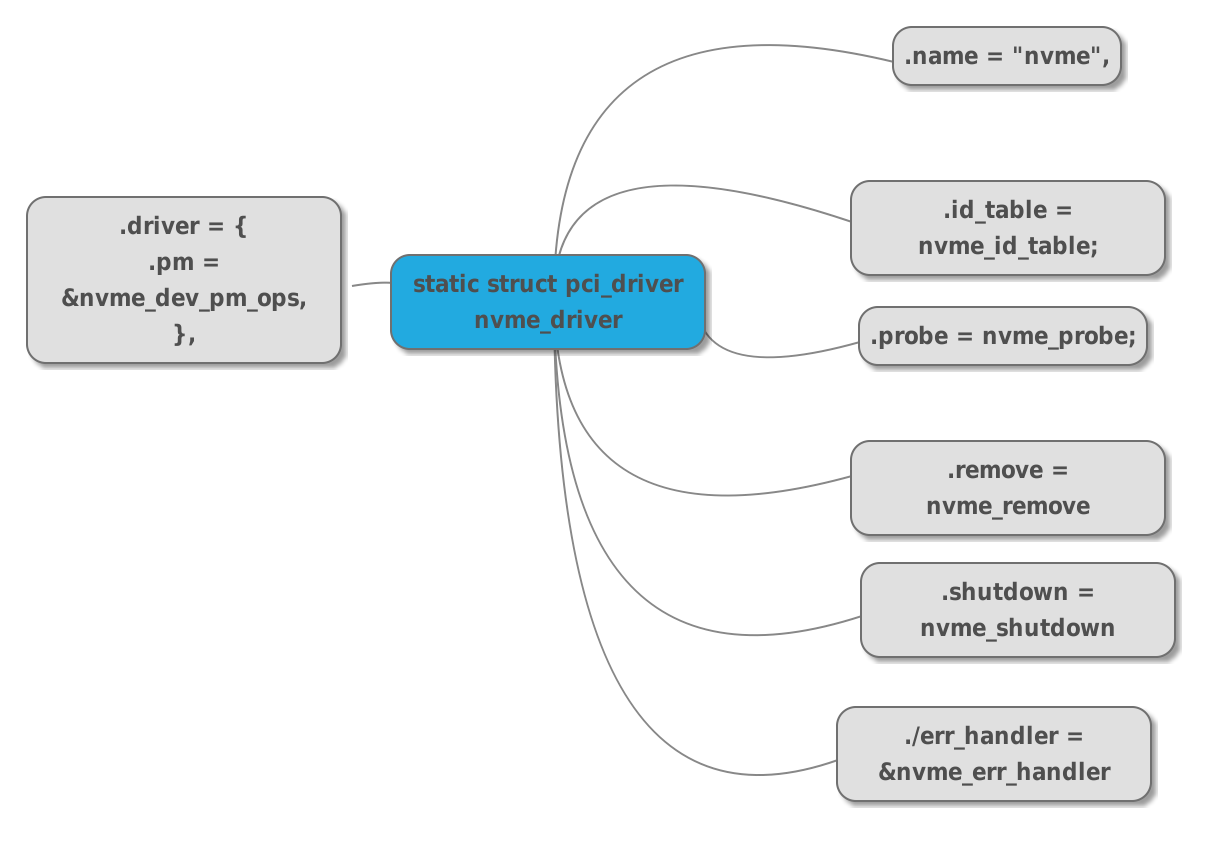 .name = "nvme",
.id_table =
nvme_id_table;
.driver = {
.pm =
&nvme_dev_pm_ops,
},
static struct pci_driver
nvme_driver
.probe = nvme_probe;
.remove =
nvme_remove
.shutdown =
nvme_shutdown
./err_handler =
&nvme_err_handler